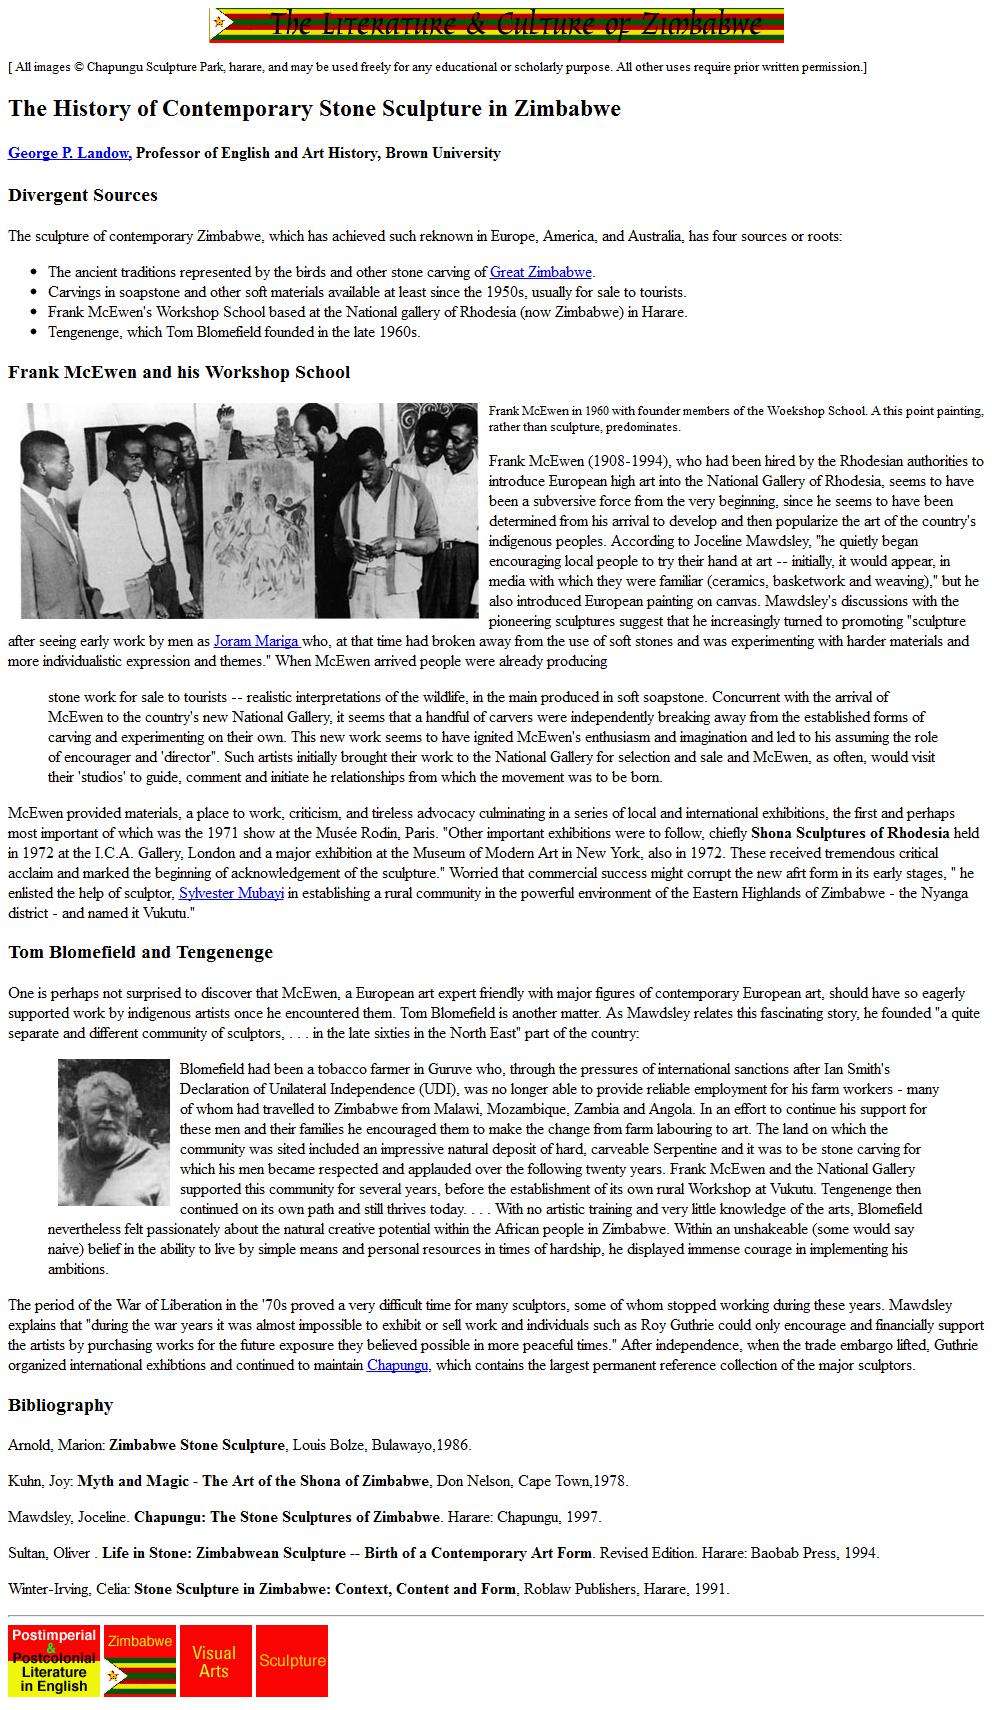 The Literature & Culture of Zimbabwe
[ All images © Chapungu Sculpture Park, harare, and may be used freely for any educational or scholarly purpose. All other uses require prior written permission.]
The History of Contemporary Stone Sculpture in Zimbabwe
George P. Landow, Professor of English and Art History, Brown University
Divergent Sources
The sculpture of contemporary Zimbabwe, which has achieved such reknown in Europe, America, and Australia, has four sources or roots:
The ancient traditions represented by the birds and other stone carving of Great Zimbabwe.
Carvings in soapstone and other soft materials available at least since the 1950s, usually for sale to tourists.
Frank McEwen's Workshop School based at the National gallery of Rhodesia (now Zimbabwe) in Harare.
Tengenenge, which Tom Blomefield founded in the late 1960s.
Frank McEwen and his Workshop School
Frank McEwen in 1960 with founder members of the Woekshop School. A this point painting,
rather than sculpture, predominates.
Frank McEwen (1908-1994), who had been hired by the Rhodesian authorities to
introduce European high art into the National Gallery of Rhodesia, seems to have
been a subversive force from the very beginning, since he seems to have been
determined from his arrival to develop and then popularize the art of the country's
indigenous peoples. According to Joceline Mawdsley, "he quietly began
encouraging local people to try their hand at art -- initially, it would appear, in
media with which they were familiar (ceramics, basketwork and weaving)," but he
also introduced European painting on canvas. Mawdsley's discussions with the
pioneering sculptures suggest that he increasingly turned to promoting "sculpture
after seeing early work by men as Joram Mariga who, at that time had broken away from the use of soft stones and was experimenting with harder materials and
more individualistic expression and themes." When McEwen arrived people were already producing
stone work for sale to tourists -- realistic interpretations of the wildlife, in the main produced in soft soapstone. Concurrent with the arrival of
McEwen to the country's new National Gallery, it seems that a handful of carvers were independently breaking away from the established forms of
carving and experimenting on their own. This new work seems to have ignited McEwen's enthusiasm and imagination and led to his assuming the role
of encourager and 'director". Such artists initially brought their work to the National Gallery for selection and sale and McEwen, as often, would visit
their 'studios' to guide, comment and initiate he relationships from which the movement was to be born.
McEwen provided materials, a place to work, criticism, and tireless advocacy culminating in a series of local and international exhibitions, the first and perhaps
most important of which was the 1971 show at the Musée Rodin, Paris. "Other important exhibitions were to follow, chiefly Shona Sculptures of Rhodesia held
in 1972 at the I.C.A. Gallery, London and a major exhibition at the Museum of Modern Art in New York, also in 1972. These received tremendous critical
acclaim and marked the beginning of acknowledgement of the sculpture." Worried that commercial success might corrupt the new afrt form in its early stages, " he
enlisted the help of sculptor, Sylvester Mubayi in establishing a rural community in the powerful environment of the Eastern Highlands of Zimbabwe - the Nyanga
district - and named it Vukutu."
Tom Blomefield and Tengenenge
One is perhaps not surprised to discover that McEwen, a European art expert friendly with major figures of contemporary European art, should have so eagerly
supported work by indigenous artists once he encountered them. Tom Blomefield is another matter. As Mawdsley relates this fascinating story, he founded "a quite
separate and different community of sculptors, . . . in the late sixties in the North East" part of the country:
Blomefield had been a tobacco farmer in Guruve who, through the pressures of international sanctions after Ian Smith's
Declaration of Unilateral Independence (UDI), was no longer able to provide reliable employment for his farm workers - many
of whom had travelled to Zimbabwe from Malawi, Mozambique, Zambia and Angola. In an effort to continue his support for
these men and their families he encouraged them to make the change from farm labouring to art. The land on which the
community was sited included an impressive natural deposit of hard, carveable Serpentine and it was to be stone carving for
which his men became respected and applauded over the following twenty years. Frank McEwen and the National Gallery
supported this community for several years, before the establishment of its own rural Workshop at Vukutu. Tengenenge then
continued on its own path and still thrives today. . . . With no artistic training and very little knowledge of the arts, Blomefield
nevertheless felt passionately about the natural creative potential within the African people in Zimbabwe. Within an unshakeable (some would say
naive) belief in the ability to live by simple means and personal resources in times of hardship, he displayed immense courage in implementing his
ambitions.
The period of the War of Liberation in the '70s proved a very difficult time for many sculptors, some of whom stopped working during these years. Mawdsley
explains that "during the war years it was almost impossible to exhibit or sell work and individuals such as Roy Guthrie could only encourage and financially support
the artists by purchasing works for the future exposure they believed possible in more peaceful times." After independence, when the trade embargo lifted, Guthrie
organized international exhibtions and continued to maintain Chapungu, which contains the largest permanent reference collection of the major sculptors.
Bibliography
Arnold, Marion: Zimbabwe Stone Sculpture, Louis Bolze, Bulawayo,1986.
Kuhn, Joy: Myth and Magic - The Art of the Shona of Zimbabwe, Don Nelson, Cape Town,1978.
Mawdsley, Joceline. Chapungu: The Stone Sculptures of Zimbabwe. Harare: Chapungu, 1997.
Sultan, Oliver . Life in Stone: Zimbabwean Sculpture -- Birth of a Contemporary Art Form. Revised Edition. Harare: Baobab Press, 1994.
Winter-Irving, Celia: Stone Sculpture in Zimbabwe: Context, Content and Form, Roblaw Publishers, Harare, 1991.
Postimperial
&
Postcolonial
Literature
in English
Zimbabwe
Visual
Arts
Sculpture